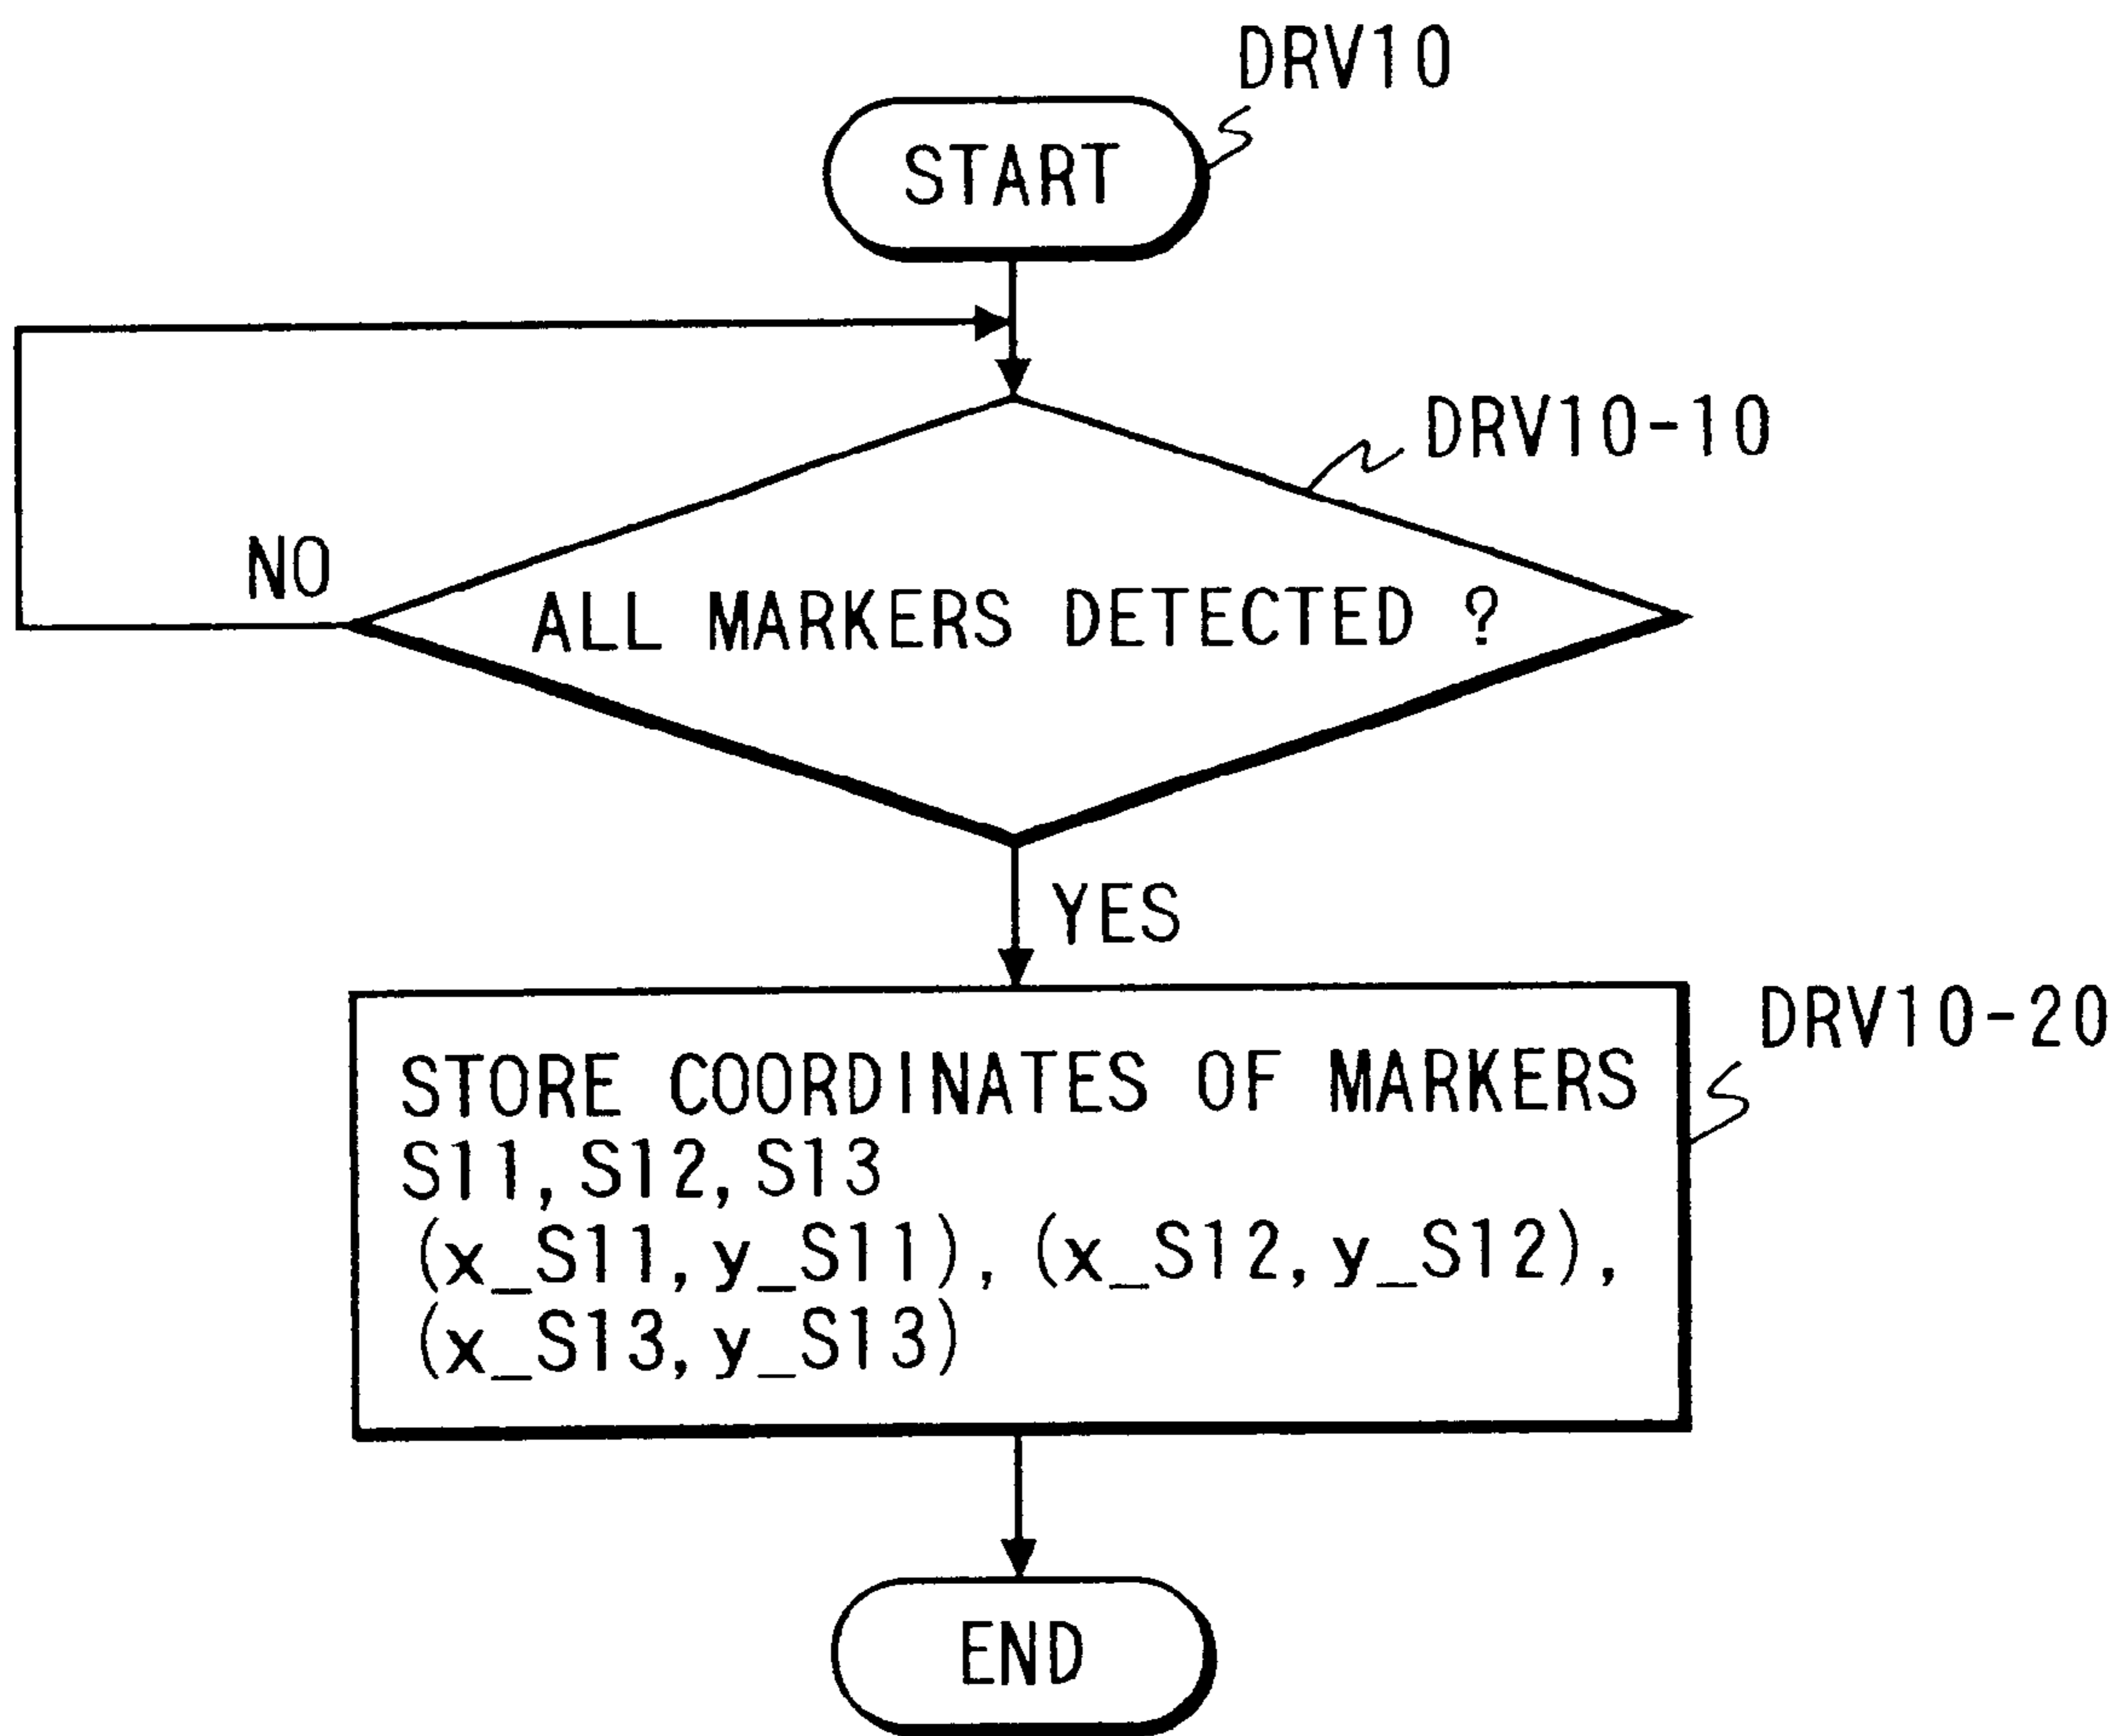 DRV10
START
DRV10-10
NO
ALL MARKERS DETECTED ?
YES
DRV10-20
STORE COORDINATES OF MARKERS
S11,S12,S13
(x_S11,y_S11),(x_S12,y_S12),
(x_S13,y_S13)
END